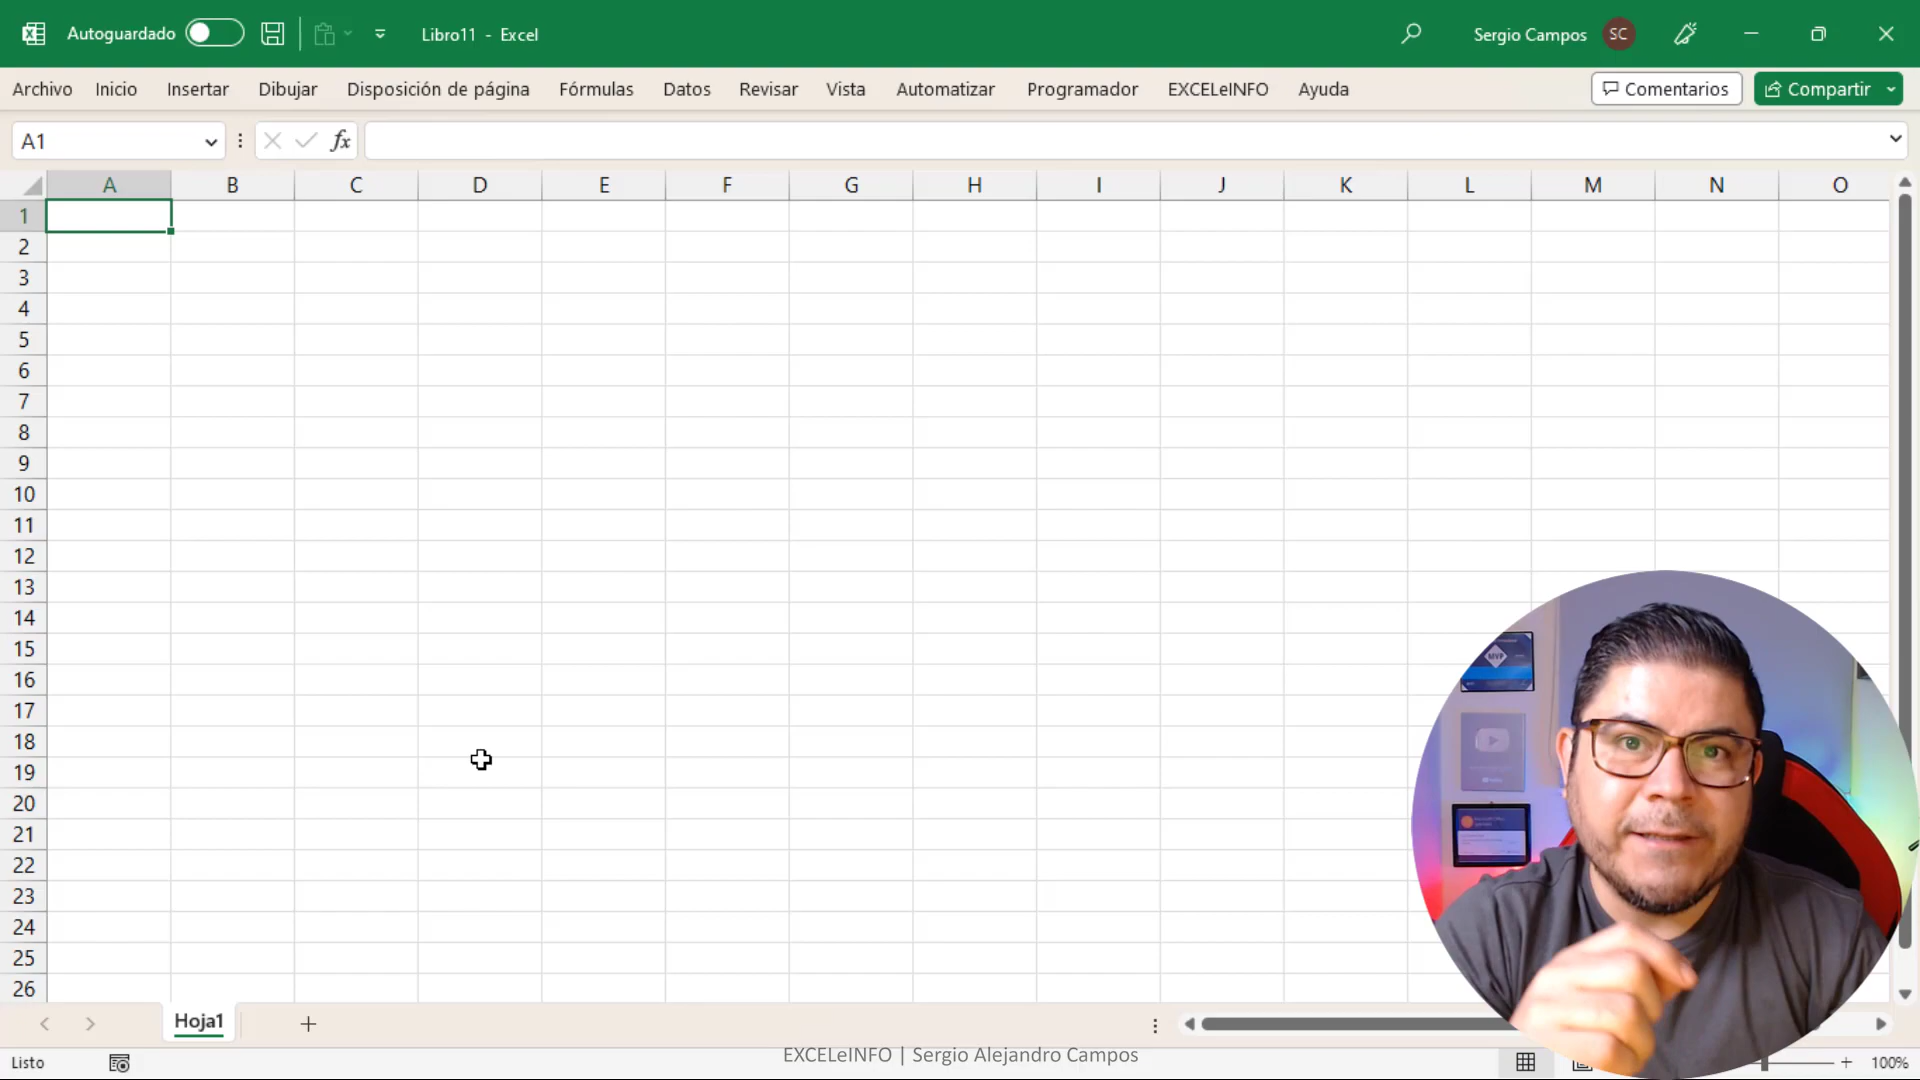 Autoguardado
Libro11 - Excel
Sergio Campos SC
Archivo Inicio Insertar Dibujar Disposición de página Fórmulas Datos Revisar Vista Automatizar Programador EXCELeINFO Ayuda Comentarios Compartir
A1 fx
A B C D E F G H I J K L M N O
1
2
3
4
5
6
7
8
9
10
11
12
13
14
15
16
17
18
19
20
21
22
23
24
25
26
MVP
Hoja1
EXCELeINFO | Sergio Alejandro Campos
Listo
100%